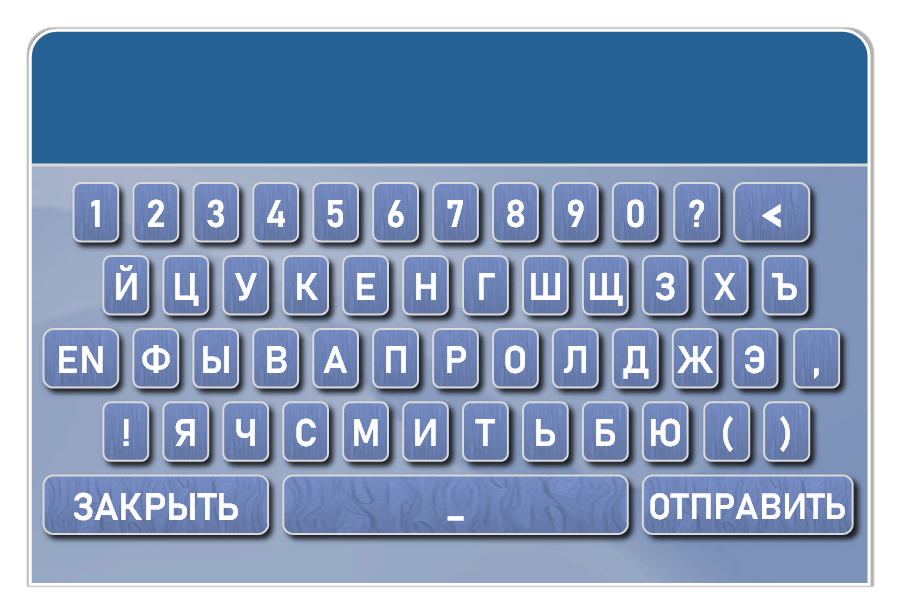 1 2 3 4 5 6 7 8 9 0 ? <
Й Ц У К Е Н Г Ш Щ З Х Ъ
EN Ф Ы В А П Р О Л Д Ж Э ,
! Я Ч С М И Т Ь Б Ю ( )
ЗАКРЫТЬ _ ОТПРАВИТЬ